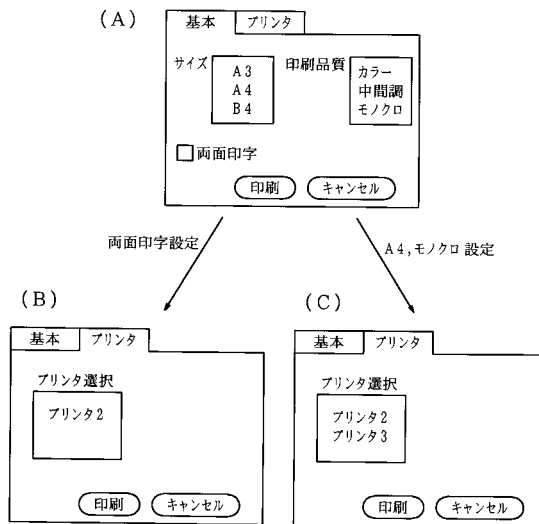 (A)
基本 プリンタ
サイズ 印刷品質
A3
A4
B4
カラー
中間調
モノクロ
両面印字
印刷 キャンセル
両面印字設定
A4,モノクロ 設定
(B)
基本 プリンタ
プリンタ選択
プリンタ2
印刷 キャンセル
(C)
基本 プリンタ
プリンタ選択
プリンタ2
プリンタ3
印刷 キャンセル